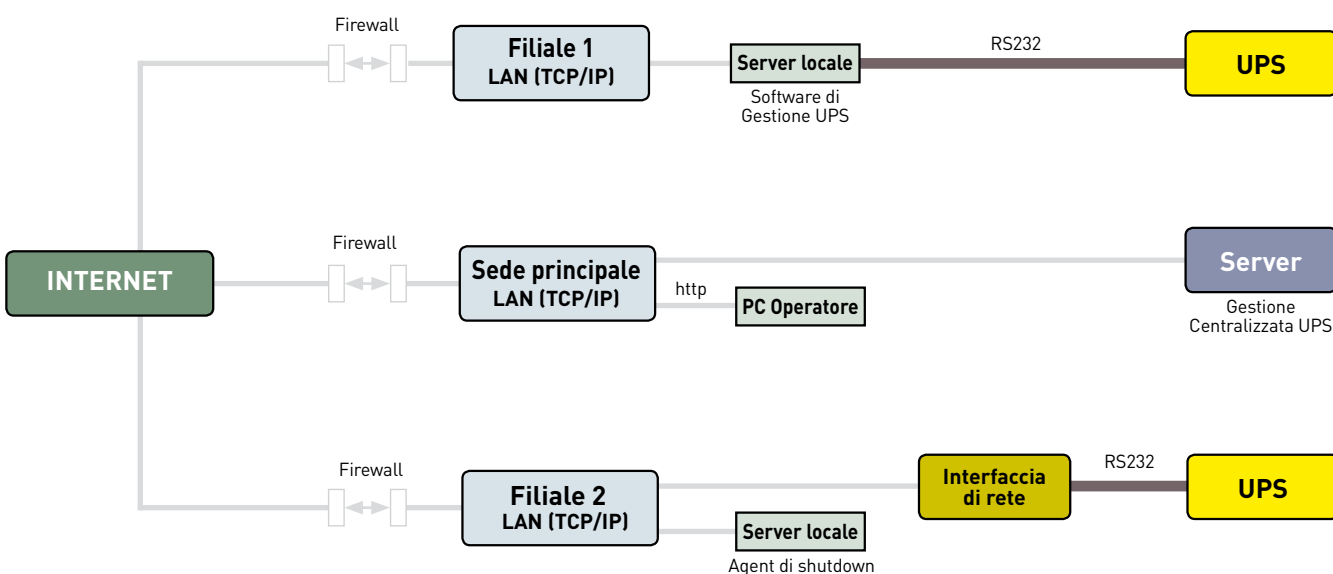 Firewall
Filiale 1
LAN (TCP/IP)
Server locale
Software di
Gestione UPS
RS232
UPS
INTERNET
Firewall
Sede principale
LAN (TCP/IP)
http
PC Operatore
Server
Gestione
Centralizzata UPS
Firewall
Filiale 2
LAN (TCP/IP)
Server locale
Agent di shutdown
Interfaccia
di rete
RS232
UPS